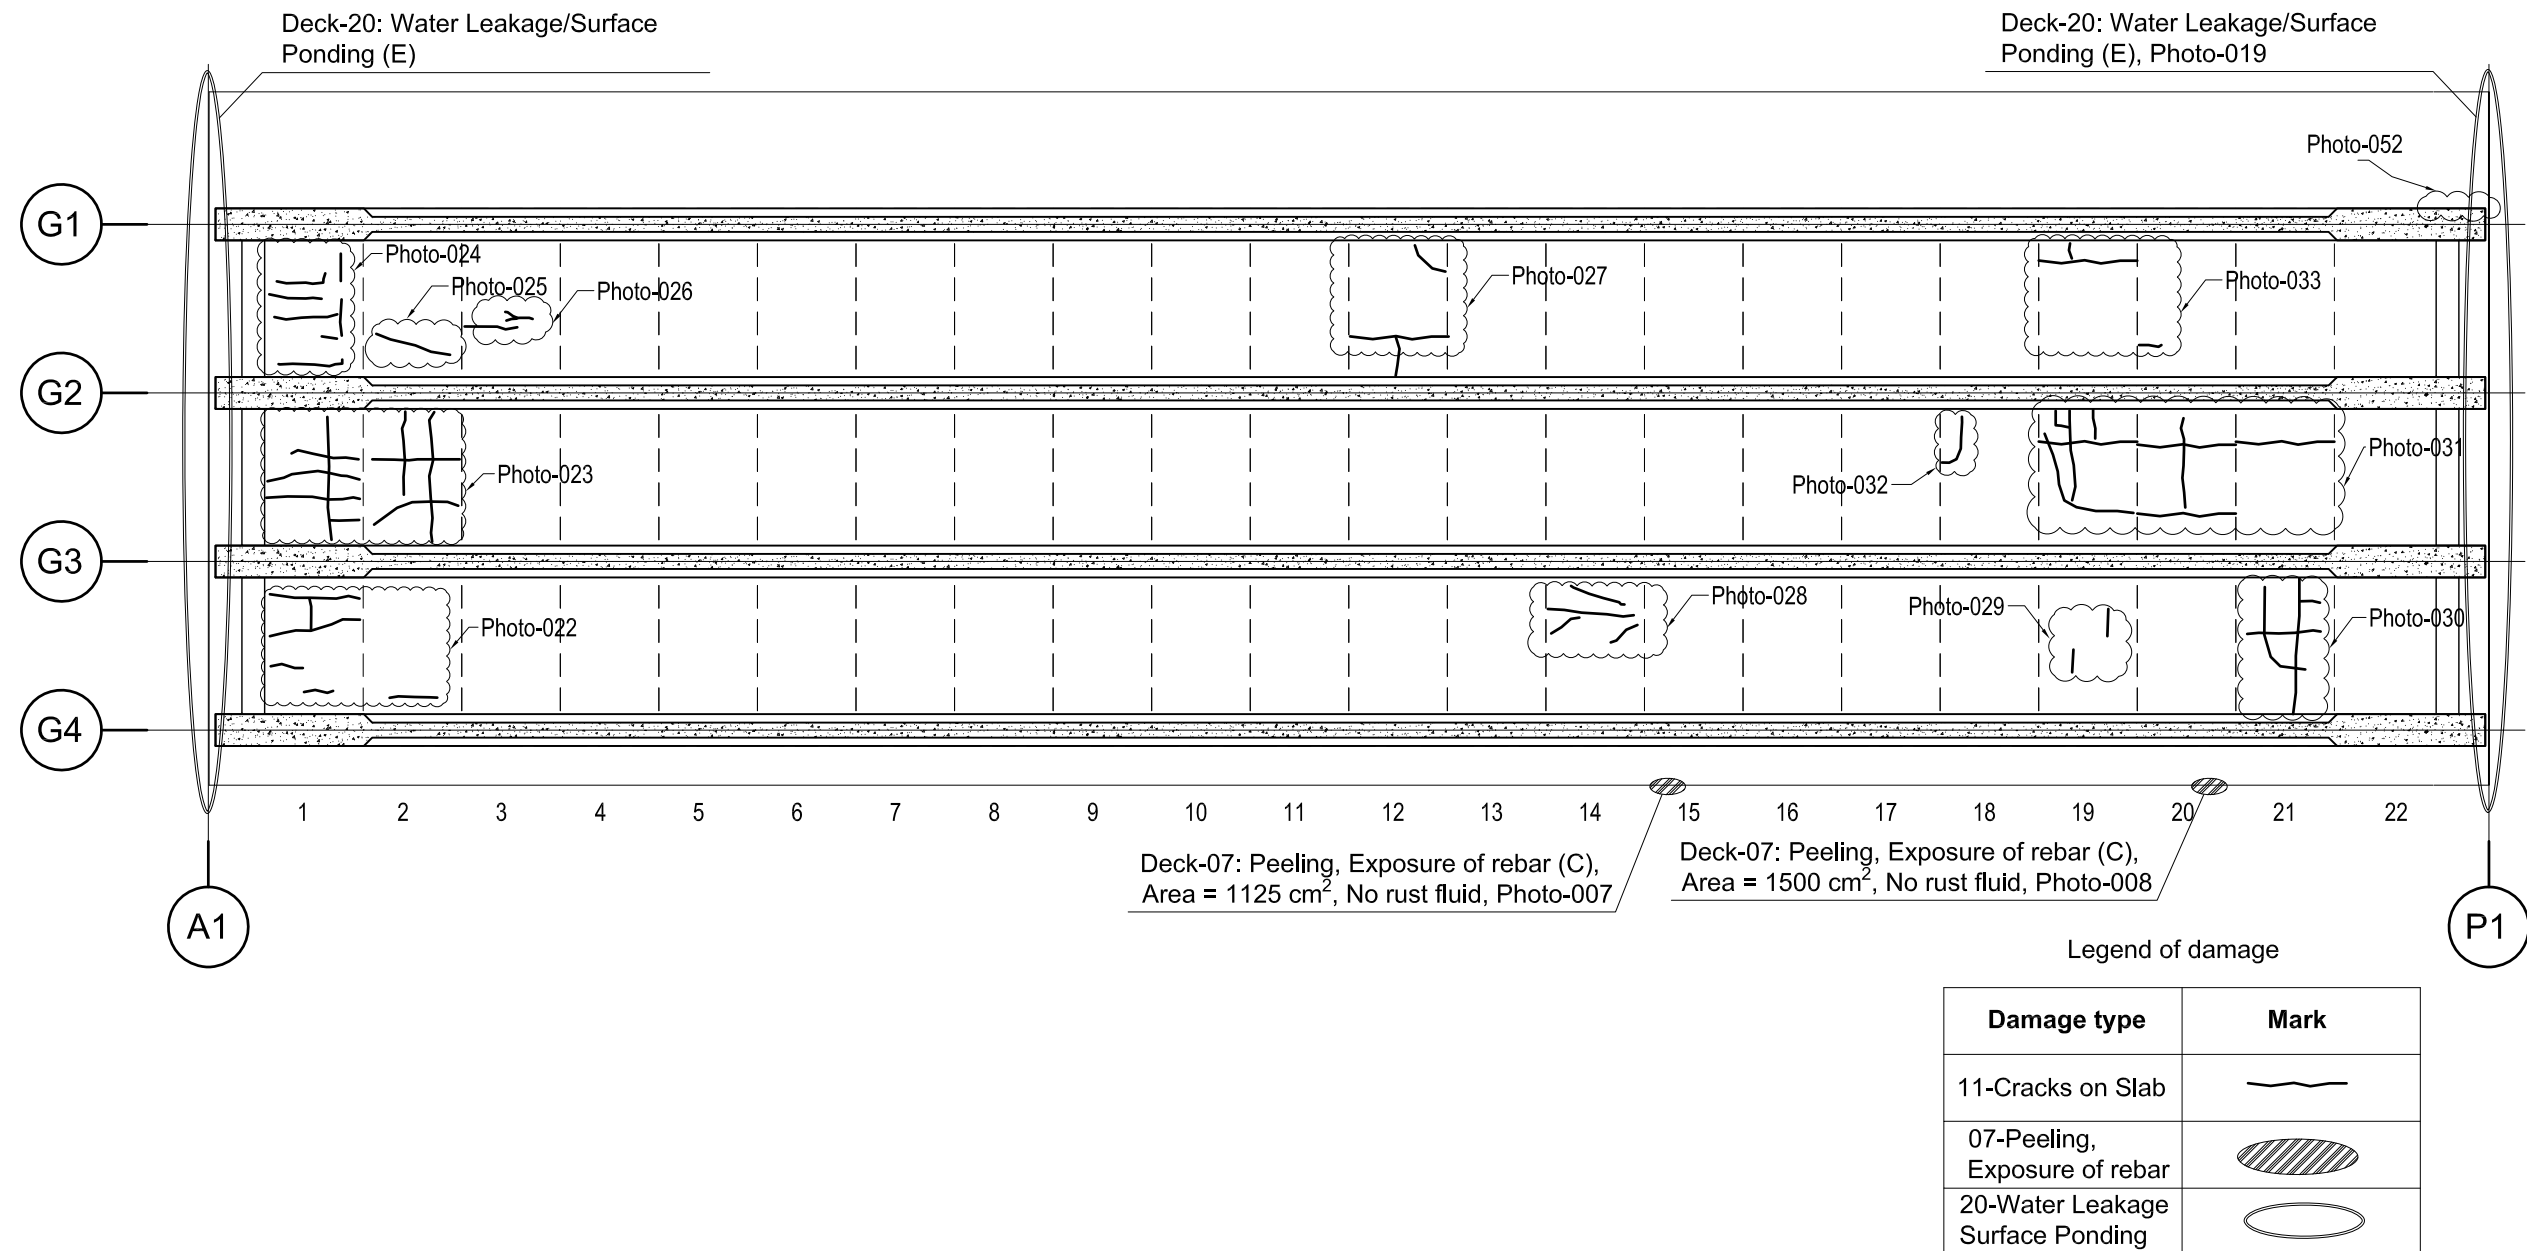 Deck-20: Water Leakage/Surface
Ponding (E)
Deck-20: Water Leakage/Surface
Ponding (E), Photo-019
Photo-052
G1
Photo-024
Photo-025
Photo-026
Photo-027
Photo-033
G2
Photo-023
Photo-032
Photo-031
G3
Photo-022
Photo-028
Photo-029
Photo-030
G4
1 2 3 4 5 6 7 8 9 10 11 12 13 14 15 16 17 18 19 20 21 22
Deck-07: Peeling, Exposure of rebar (C),
Area = 1125 cm², No rust fluid, Photo-007
Deck-07: Peeling, Exposure of rebar (C),
Area = 1500 cm², No rust fluid, Photo-008
A1
P1
Legend of damage
Damage type Mark
11-Cracks on Slab
07-Peeling,
Exposure of rebar
20-Water Leakage
Surface Ponding